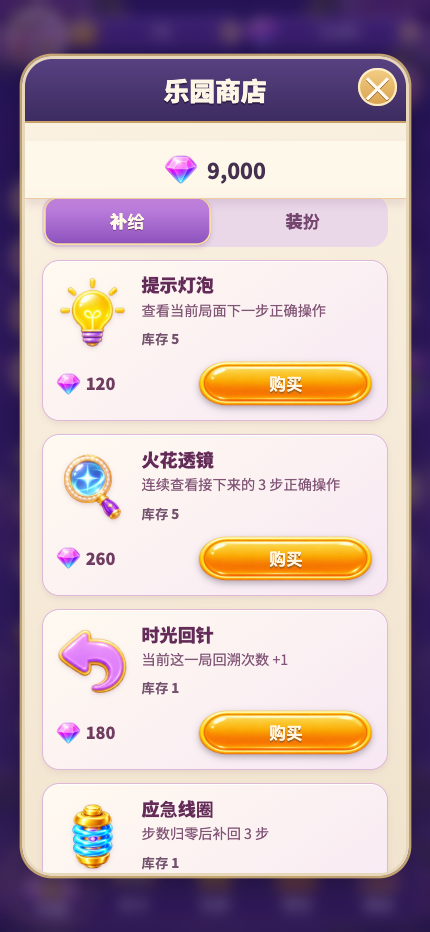 乐园商店
9,000
补给
装扮
提示灯泡
查看当前局面下一步正确操作
库存 5
120
购买
火花透镜
连续查看接下来的 3 步正确操作
库存 5
260
购买
时光回针
当前这一局回溯次数 +1
库存 1
180
购买
应急线圈
步数归零后补回 3 步
库存 1